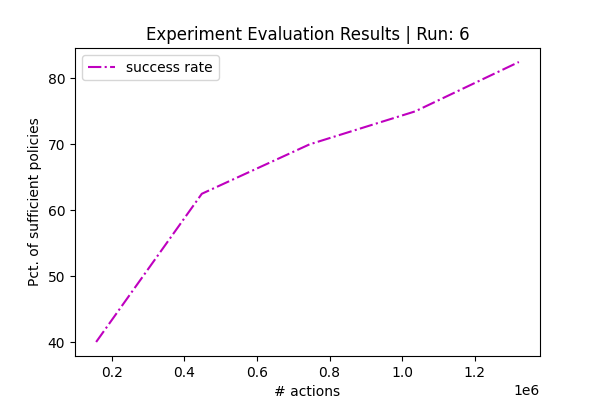 Experiment Evaluation Results | Run: 6
success rate
Pct. of sufficient policies
80
70
60
50
40
0.2 0.4 0.6 0.8 1.0 1.2
1e6
# actions